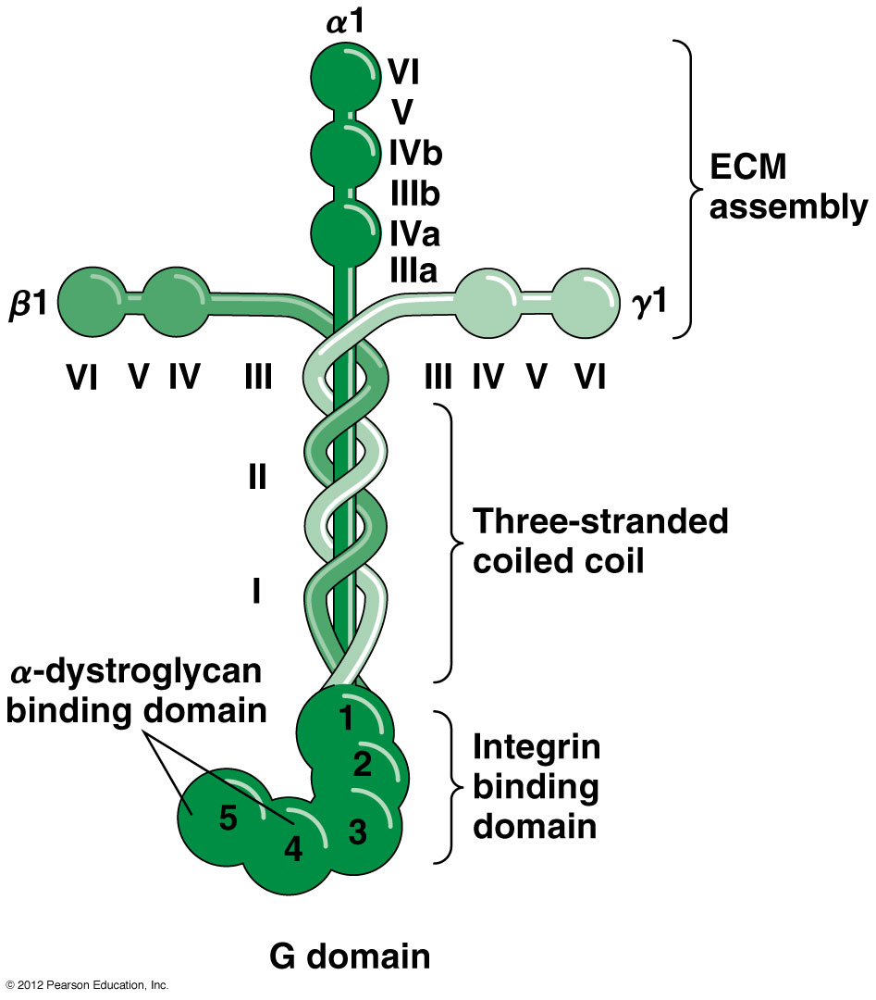 α1
VI
V
IVb
IIIb
IVa
IIIa
ECM
assembly
β1
γ1
VI V IV III III IV V VI
II
Three-stranded
coiled coil
I
α-dystroglycan
binding domain
1
2
3
4
5
Integrin
binding
domain
G domain
© 2012 Pearson Education, Inc.